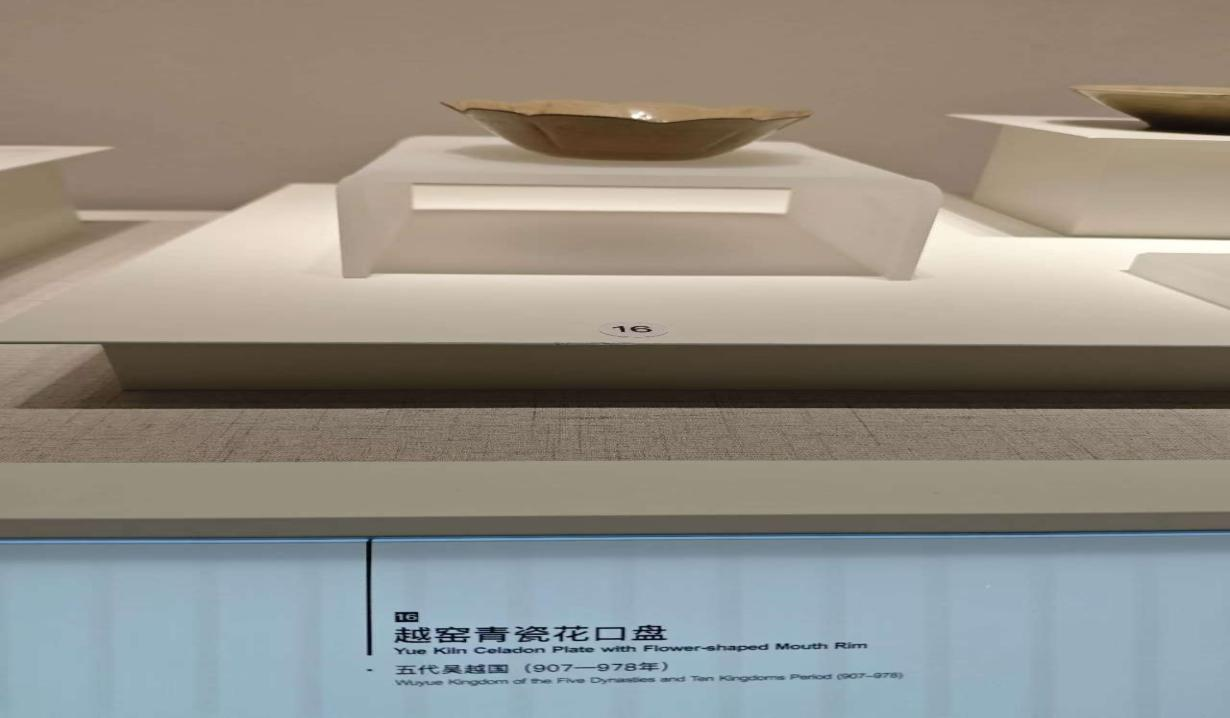 16
16
越窑青瓷花口盘
Yue Kiln Celadon Plate with Flower-shaped Mouth Rim
五代吴越国（907—978年）
Wuyue Kingdom of the Five Dynasties and Ten Kingdoms Period (907–978)